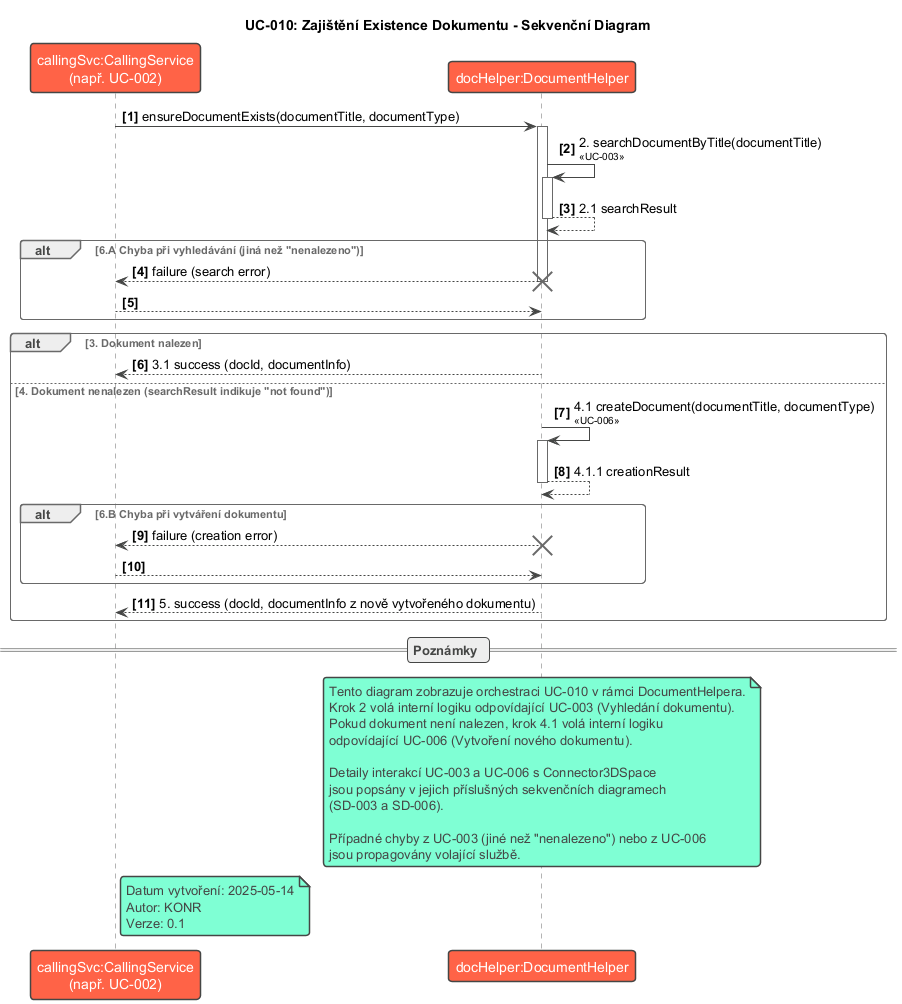 UC-010: Zajištění Existence Dokumentu - Sekvenční Diagram
callingSvc:CallingService
(např. UC-002)
docHelper:DocumentHelper
[1] ensureDocumentExists(documentTitle, documentType)
[2] 2. searchDocumentByTitle(documentTitle)
«UC-003»
[3] 2.1 searchResult
alt [6.A Chyba při vyhledávání (jiná než "nenalezeno")]
[4] failure (search error)
[5]
alt [3. Dokument nalezen]
[6] 3.1 success (docId, documentInfo)
[4. Dokument nenalezen (searchResult indikuje "not found")]
[7] 4.1 createDocument(documentTitle, documentType)
«UC-006»
[8] 4.1.1 creationResult
alt [6.B Chyba při vytváření dokumentu]
[9] failure (creation error)
[10]
[11] 5. success (docId, documentInfo z nově vytvořeného dokumentu)
Poznámky
Tento diagram zobrazuje orchestraci UC-010 v rámci DocumentHelpera.
Krok 2 volá interní logiku odpovídající UC-003 (Vyhledání dokumentu).
Pokud dokument není nalezen, krok 4.1 volá interní logiku
odpovídající UC-006 (Vytvoření nového dokumentu).
Detaily interakcí UC-003 a UC-006 s Connector3DSpace
jsou popsány v jejich příslušných sekvenčních diagramech
(SD-003 a SD-006).
Případné chyby z UC-003 (jiné než "nenalezeno") nebo z UC-006
jsou propagovány volající službě.
Datum vytvoření: 2025-05-14
Autor: KONR
Verze: 0.1
callingSvc:CallingService
(např. UC-002)
docHelper:DocumentHelper